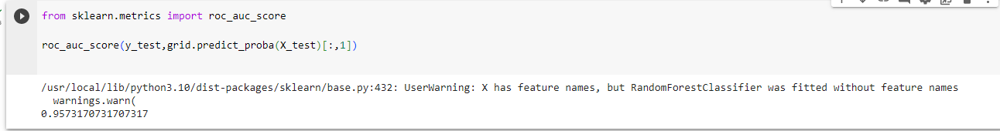 from sklearn.metrics import roc_auc_score
roc_auc_score(y_test,grid.predict_proba(X_test)[:,1])
/usr/local/lib/python3.10/dist-packages/sklearn/base.py:432: UserWarning: X has feature names, but RandomForestClassifier was fitted without feature names
  warnings.warn(
0.9573170731707317